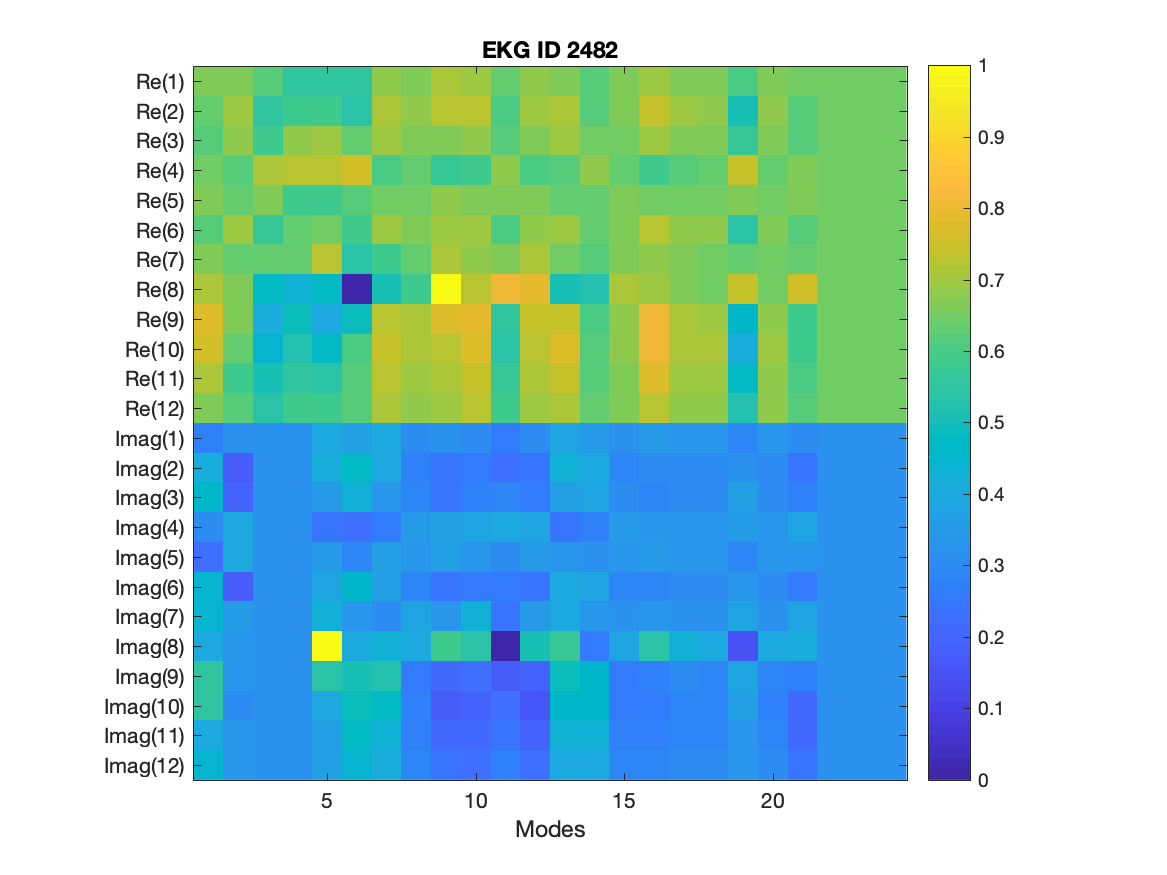 EKG ID 2482
Re(1)
Re(2)
Re(3)
Re(4)
Re(5)
Re(6)
Re(7)
Re(8)
Re(9)
Re(10)
Re(11)
Re(12)
Imag(1)
Imag(2)
Imag(3)
Imag(4)
Imag(5)
Imag(6)
Imag(7)
Imag(8)
Imag(9)
Imag(10)
Imag(11)
Imag(12)
5 10 15 20
Modes
1
0.9
0.8
0.7
0.6
0.5
0.4
0.3
0.2
0.1
0